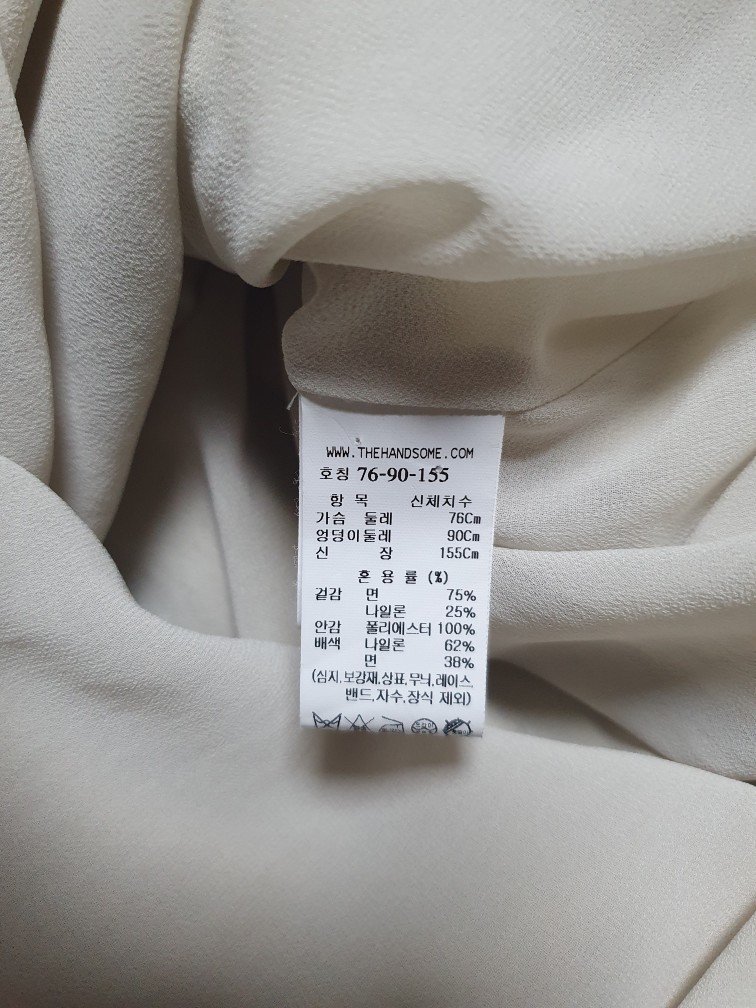 WWW.THEHANDSOME.COM
호칭 76-90-155
항 목 신체치수
가슴 둘레 76Cm
엉덩이둘레 90Cm
신 장 155Cm
혼 용 률 (%)
겉감 면 75%
나일론 25%
안감 폴리에스터 100%
배색 나일론 62%
면 38%
(심지,보강재,상표,무늬,레이스,
밴드,자수,장식 제외)